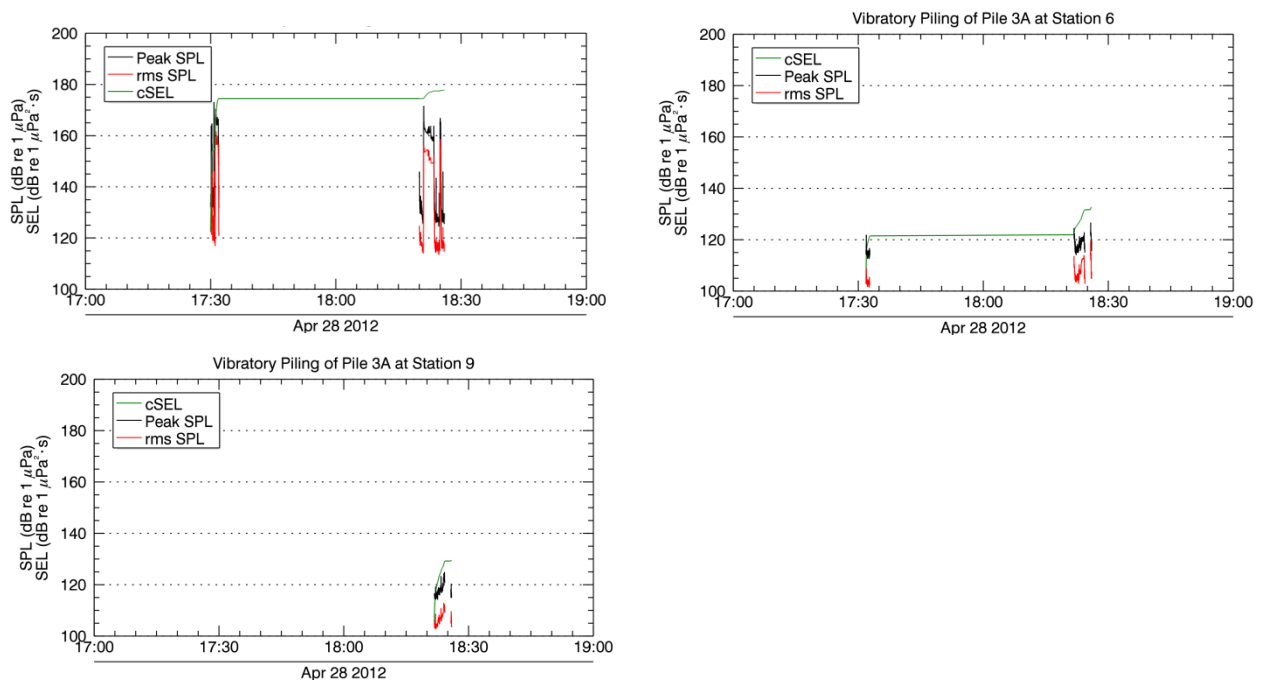 200
180
160
140
120
100
SPL (dB re 1 µPa)
SEL (dB re 1 µPa²·s)
Peak SPL
rms SPL
cSEL
17:00
17:30
18:00
18:30
19:00
Apr 28 2012
Vibratory Piling of Pile 3A at Station 6
200
180
160
140
120
100
SPL (dB re 1 µPa)
SEL (dB re 1 µPa²·s)
cSEL
Peak SPL
rms SPL
17:00
17:30
18:00
18:30
19:00
Apr 28 2012
Vibratory Piling of Pile 3A at Station 9
200
180
160
140
120
100
SPL (dB re 1 µPa)
SEL (dB re 1 µPa²·s)
cSEL
Peak SPL
rms SPL
17:00
17:30
18:00
18:30
19:00
Apr 28 2012